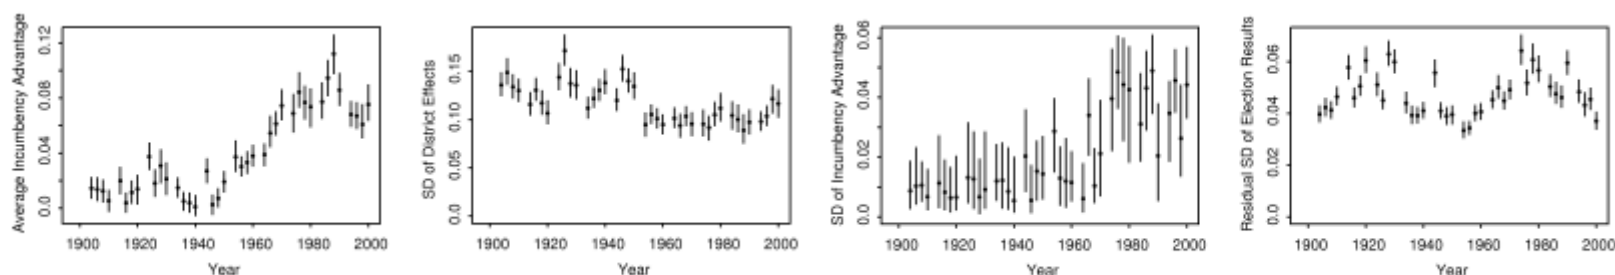 Average Incumbency Advantage
0.0 0.04 0.08 0.12
1900 1920 1940 1960 1980 2000
Year
SD of District Effects
0.0 0.05 0.10 0.15
1900 1920 1940 1960 1980 2000
Year
SD of Incumbency Advantage
0.0 0.02 0.04 0.06
1900 1920 1940 1960 1980 2000
Year
Residual SD of Election Results
0.0 0.02 0.04 0.06
1900 1920 1940 1960 1980 2000
Year